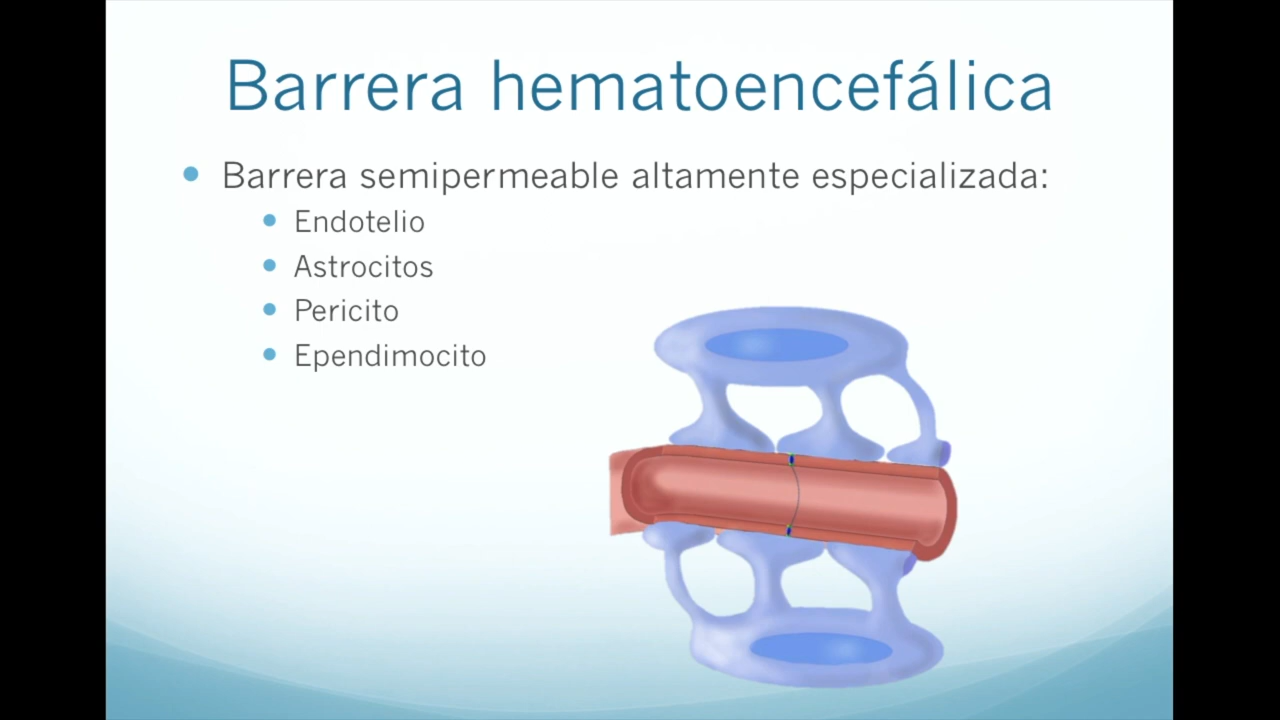 Barrera hematoencefálica
Barrera semipermeable altamente especializada:
Endotelio
Astrocitos
Pericito
Ependimocito